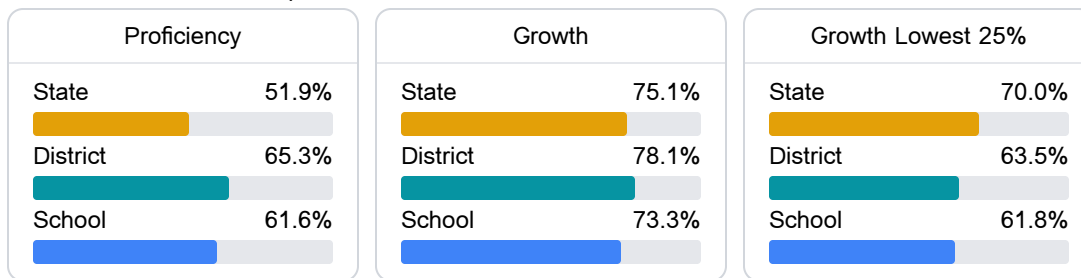 Proficiency
State 51.9%
District 65.3%
School 61.6%
Growth
State 75.1%
District 78.1%
School 73.3%
Growth Lowest 25%
State 70.0%
District 63.5%
School 61.8%